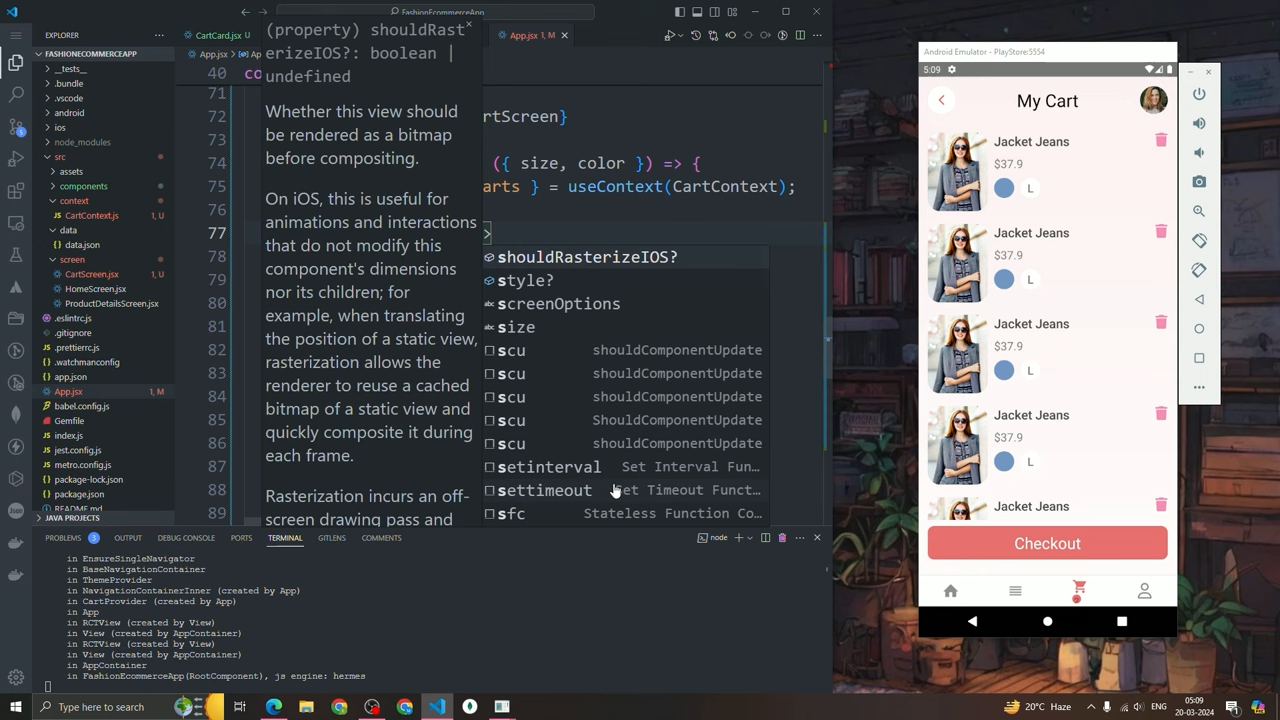 FashionEcommerceApp
EXPLORER
FASHIONECOMMERCEAPP
__tests__
.bundle
.vscode
android
ios
node_modules
src
assets
components
context
CartContext.js 1, U
data
data.json
screen
CartScreen.jsx 1, U
HomeScreen.jsx
ProductDetailsScreen.jsx
.eslintrc.js
.gitignore
.prettierrc.js
.watchmanconfig
app.json
App.jsx 1, M
babel.config.js
Gemfile
index.js
jest.config.js
metro.config.js
package-lock.json
package.json
README.md
JAVA PROJECTS
CartCard.jsx U
App.jsx 1, M
App.jsx
40
71
72
73
74
75
76
77
78
79
80
81
82
83
84
85
86
87
88
89
co
(property) shouldRast
erizeIOS?: boolean |
undefined
Whether this view should
be rendered as a bitmap
before compositing.
On iOS, this is useful for
animations and interactions
that do not modify this
component's dimensions
nor its children; for
example, when translating
the position of a static view,
rasterization allows the
renderer to reuse a cached
bitmap of a static view and
quickly composite it during
each frame.
Rasterization incurs an off-
screen drawing pass and
rtScreen}
({ size, color }) => {
arts } = useContext(CartContext);
>
shouldRasterizeIOS?
style?
screenOptions
size
scu shouldComponentUpdate
scu shouldComponentUpdate
scu shouldComponentUpdate
scu ShouldComponentUpdate
scu shouldComponentUpdate
setinterval Set Interval Fun…
settimeout Set Timeout Funct…
sfc Stateless Function Co…
PROBLEMS 3 OUTPUT DEBUG CONSOLE PORTS TERMINAL GITLENS COMMENTS
node
in EnsureSingleNavigator
in BaseNavigationContainer
in ThemeProvider
in NavigationContainerInner (created by App)
in CartProvider (created by App)
in App
in RCTView (created by View)
in View (created by AppContainer)
in RCTView (created by View)
in View (created by AppContainer)
in AppContainer
in FashionEcommerceApp(RootComponent), js engine: hermes
Android Emulator - PlayStore:5554
5:09
My Cart
Jacket Jeans
$37.9
L
Jacket Jeans
$37.9
L
Jacket Jeans
$37.9
L
Jacket Jeans
$37.9
L
Jacket Jeans
Checkout
Type here to search
20°C Haze
ENG
05:09
20-03-2024